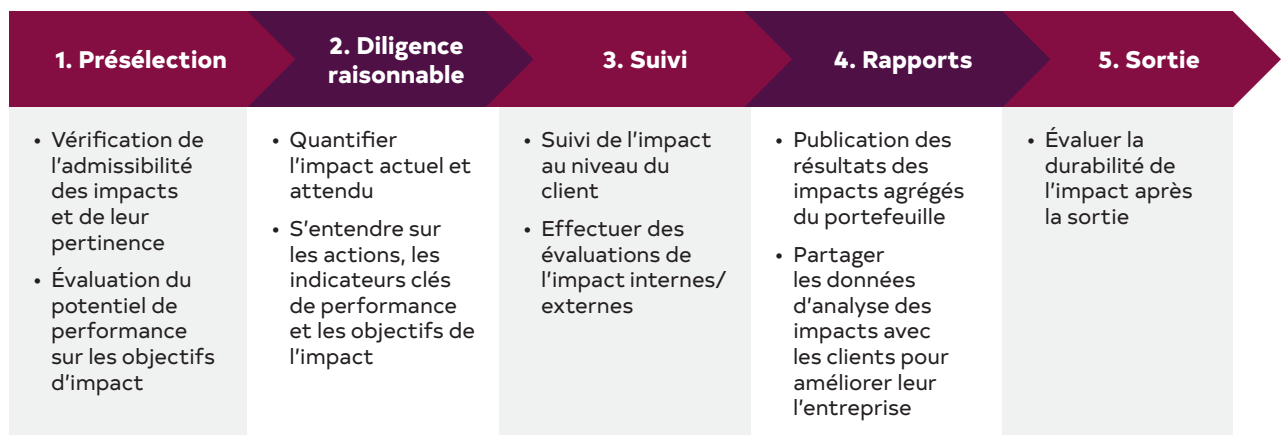 1. Présélection
2. Diligence
raisonnable
3. Suivi
4. Rapports
5. Sortie
• Vérification de
l'admissibilité
des impacts
et de leur
pertinence
• Évaluation du
potentiel de
performance
sur les objectifs
d'impact
• Quantifier
l'impact actuel et
attendu
• S'entendre sur
les actions, les
indicateurs clés
de performance
et les objectifs de
l'impact
• Suivi de l'impact
au niveau du
client
• Effectuer des
évaluations de
l'impact internes/
externes
• Publication des
résultats des
impacts agrégés
du portefeuille
• Partager
les données
d'analyse des
impacts avec
les clients pour
améliorer leur
l'entreprise
• Évaluer la
durabilité de
l'impact après
la sortie